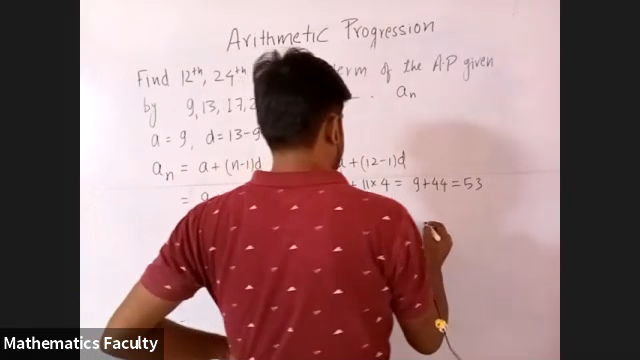 Arithmetic Progression
Find 12th, 24th term of the A.P given
by 9, 13, 17, an
a = 9, d = 13-9
an = a + (n-1)d + (12-1)d
= 9 + 11 × 4 = 9 + 44 = 53
Mathematics Faculty